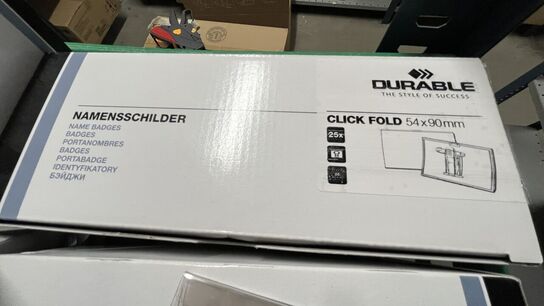 DURABLE
THE STYLE OF SUCCESS
NAMENSSCHILDER
NAME BADGES
BADGES
PORTANOMBRES
BADGES
PORTABADGE
IDENTYFIKATORY
БЭЙДЖИ
CLICK FOLD 54x90mm
25x